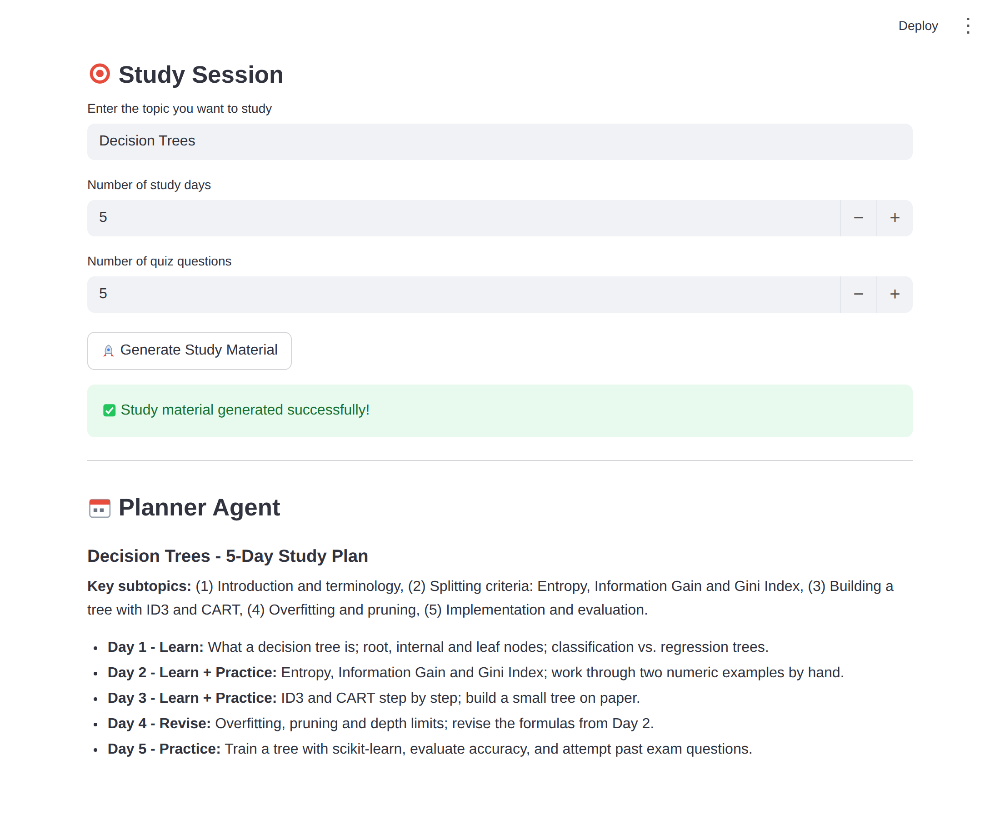 Deploy
Study Session
Enter the topic you want to study
Decision Trees
Number of study days
5
Number of quiz questions
5
Generate Study Material
Study material generated successfully!
Planner Agent
Decision Trees - 5-Day Study Plan
Key subtopics: (1) Introduction and terminology, (2) Splitting criteria: Entropy, Information Gain and Gini Index, (3) Building a
tree with ID3 and CART, (4) Overfitting and pruning, (5) Implementation and evaluation.
• Day 1 - Learn: What a decision tree is; root, internal and leaf nodes; classification vs. regression trees.
• Day 2 - Learn + Practice: Entropy, Information Gain and Gini Index; work through two numeric examples by hand.
• Day 3 - Learn + Practice: ID3 and CART step by step; build a small tree on paper.
• Day 4 - Revise: Overfitting, pruning and depth limits; revise the formulas from Day 2.
• Day 5 - Practice: Train a tree with scikit-learn, evaluate accuracy, and attempt past exam questions.